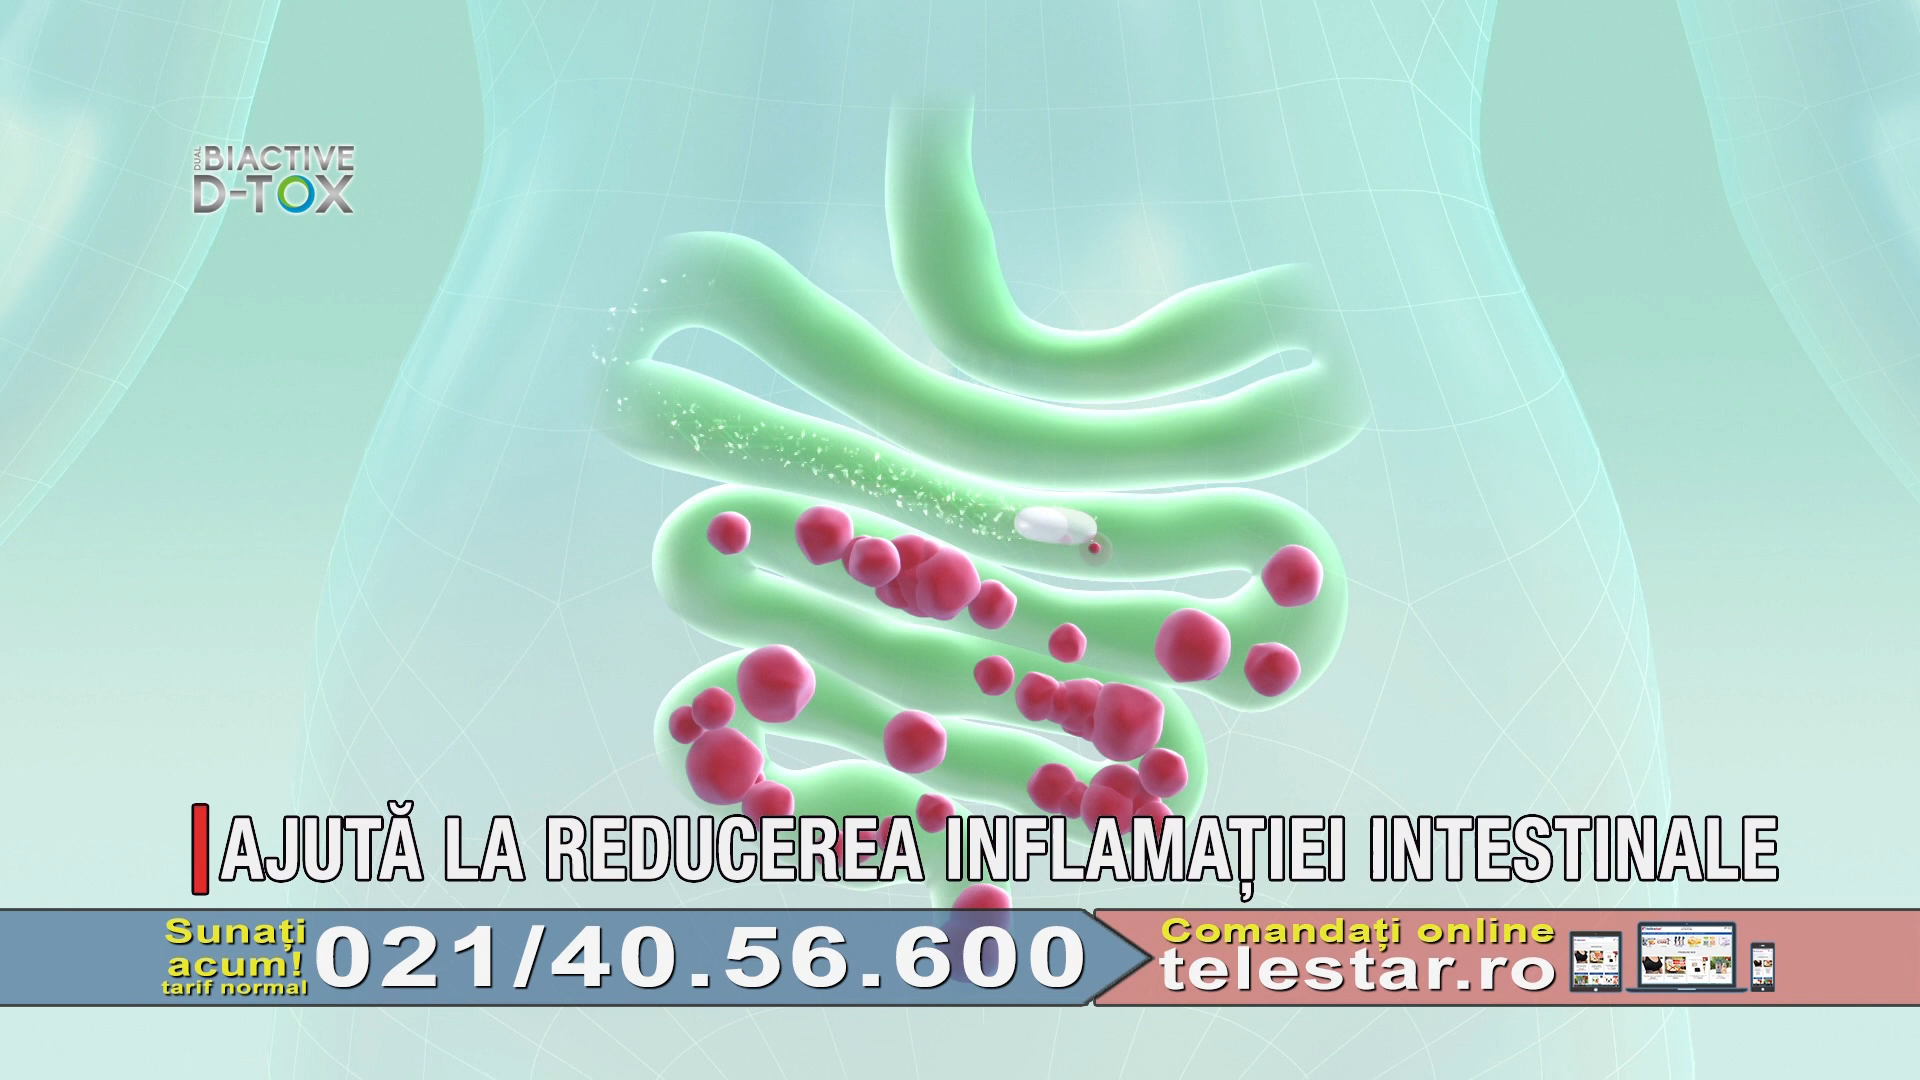 DUAL
BIACTIVE
D-TOX
AJUTĂ LA REDUCEREA INFLAMAȚIEI INTESTINALE
Sunați
acum!
tarif normal
021/40.56.600
Comandați online
telestar.ro